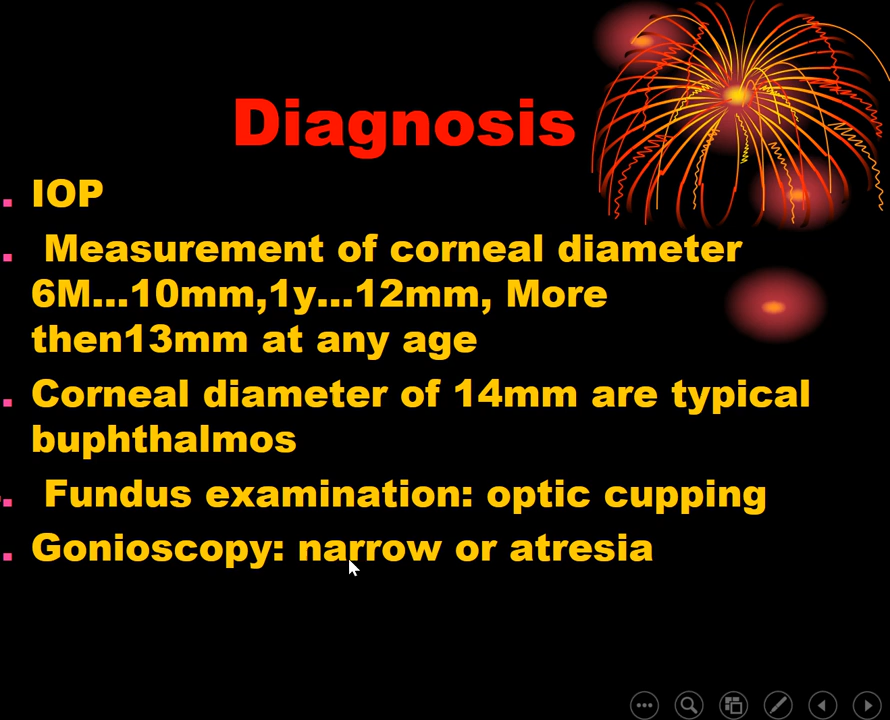 Diagnosis
IOP
Measurement of corneal diameter
6M...10mm,1y...12mm, More
then13mm at any age
Corneal diameter of 14mm are typical
buphthalmos
Fundus examination: optic cupping
Gonioscopy: narrow or atresia